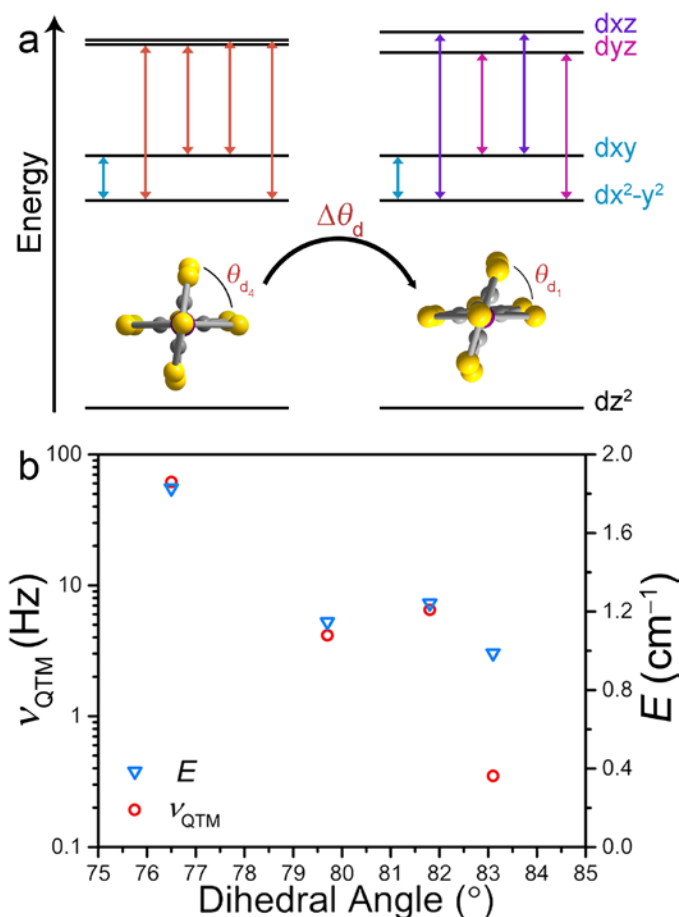 a
Energy
dxz
dyz
dxy
dx²-y²
Δθd
θd₄
θd₁
dz²
b
100
10
1
0.1
νQTM (Hz)
2.0
1.6
1.2
0.8
0.4
0.0
E (cm⁻¹)
E
νQTM
75 76 77 78 79 80 81 82 83 84 85
Dihedral Angle (°)